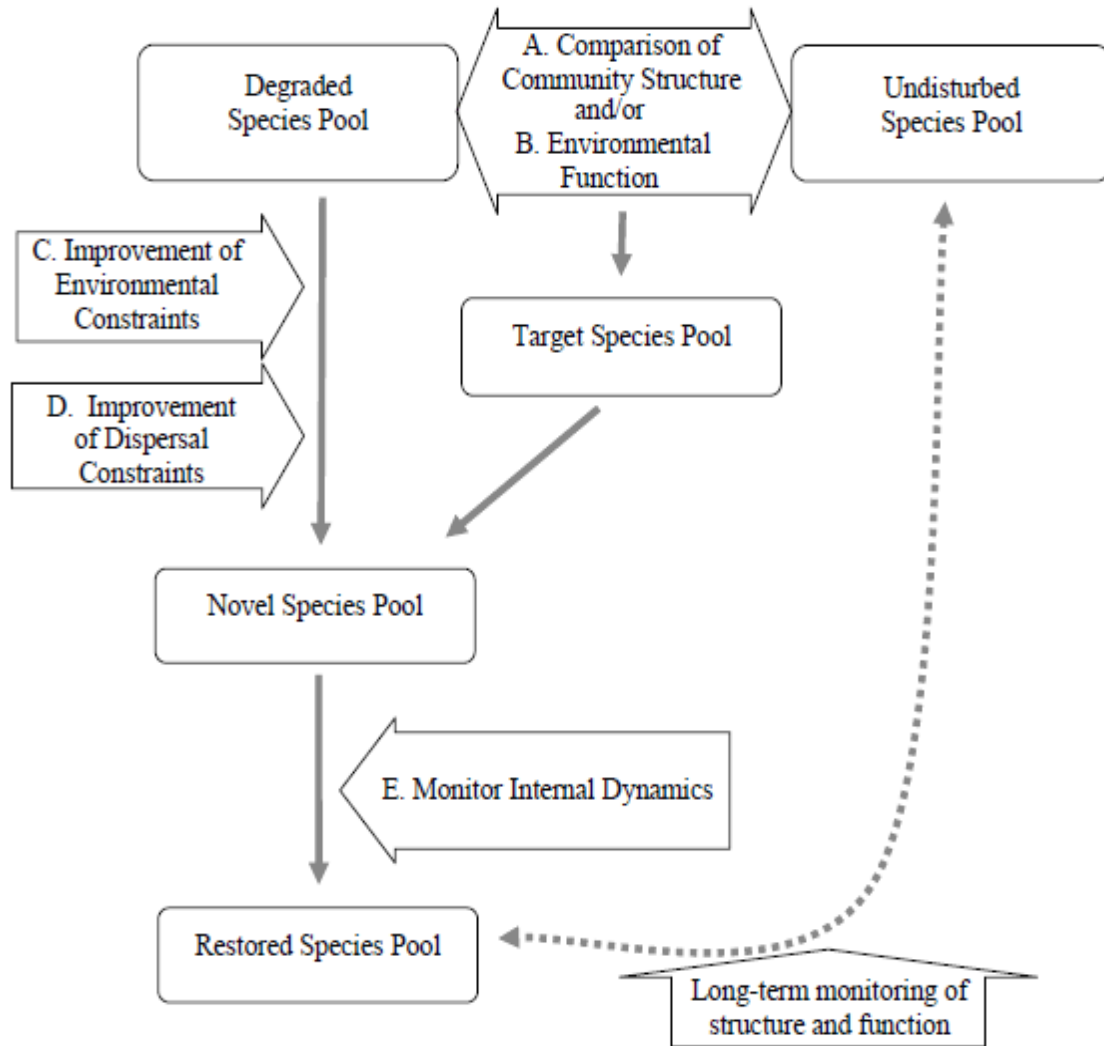 Degraded
Species Pool
A. Comparison of
Community Structure
and/or
B. Environmental
Function
Undisturbed
Species Pool
C. Improvement of
Environmental
Constraints
Target Species Pool
D. Improvement
of Dispersal
Constraints
Novel Species Pool
E. Monitor Internal Dynamics
Restored Species Pool
Long-term monitoring of
structure and function